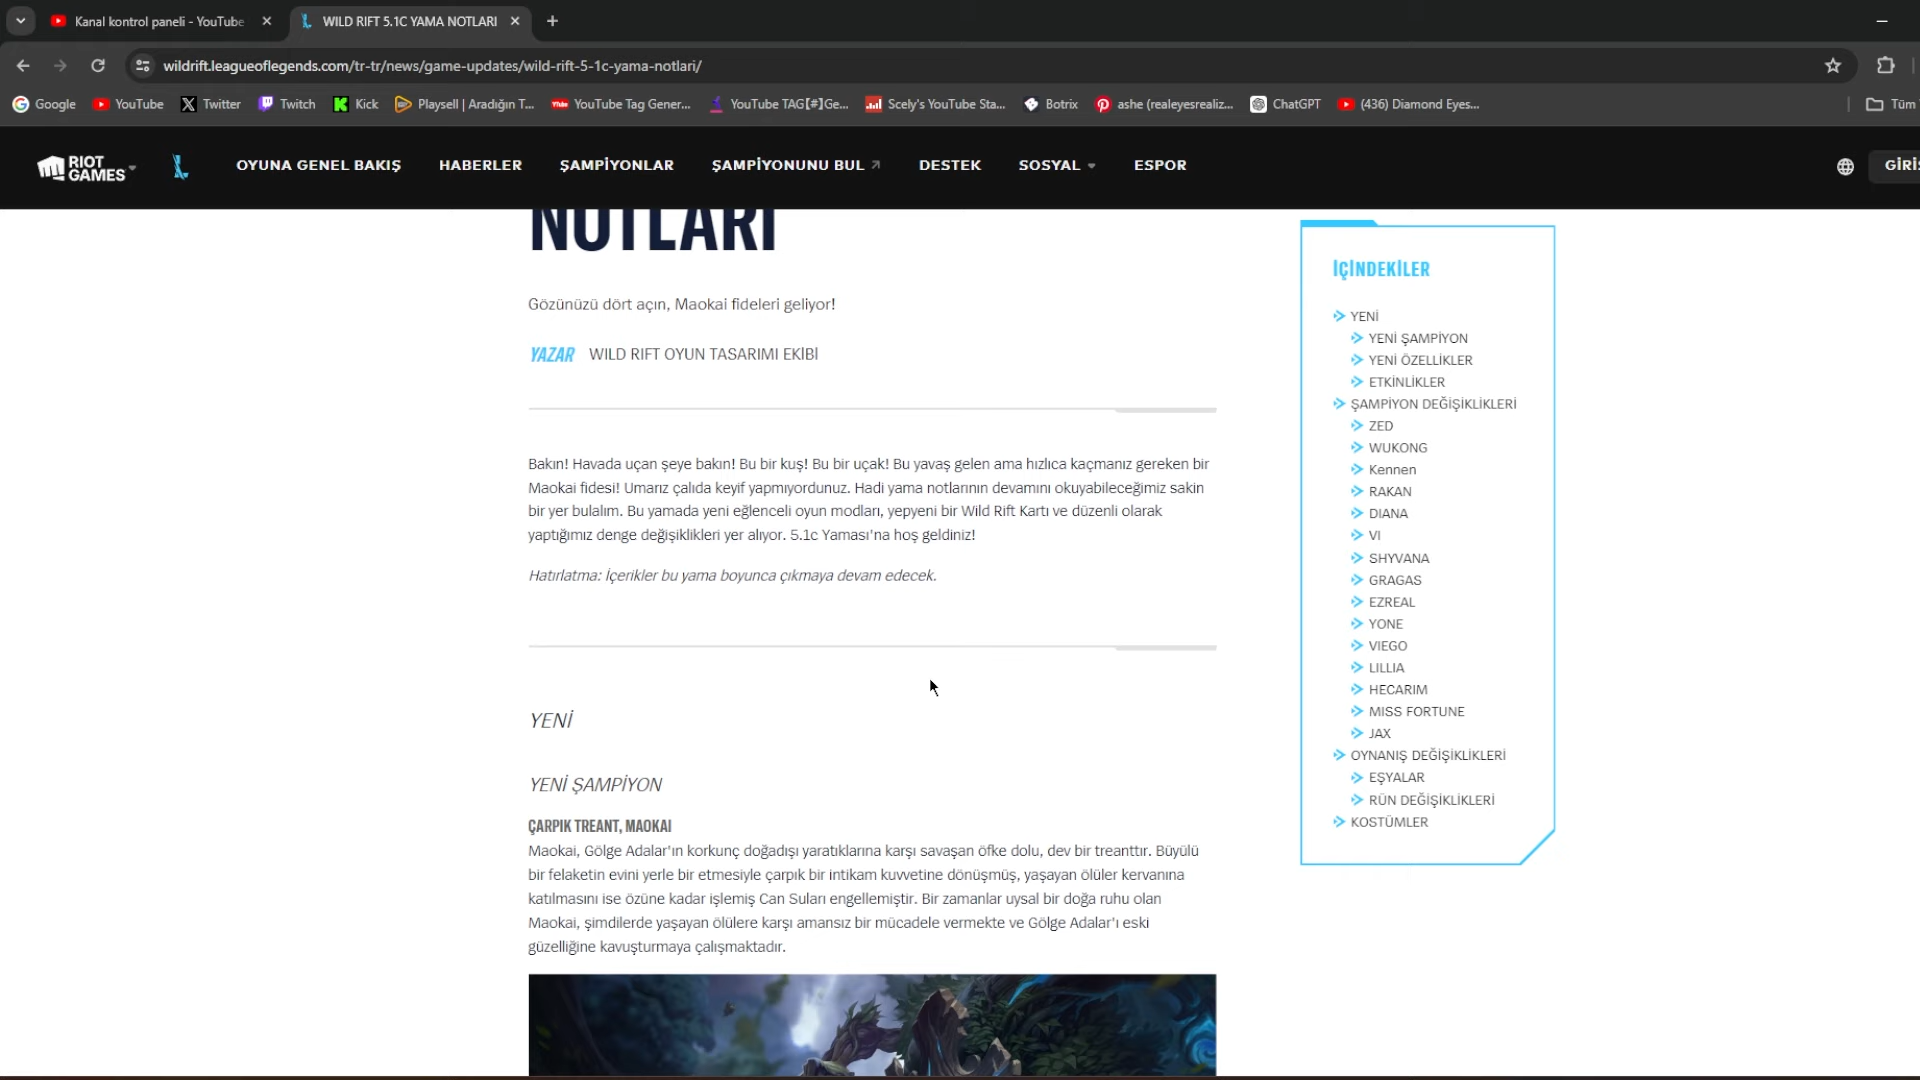 Kanal kontrol paneli - YouTube
WILD RIFT 5.1C YAMA NOTLARI
wildrift.leagueoflegends.com/tr-tr/news/game-updates/wild-rift-5-1c-yama-notlari/
Google
YouTube
Twitter
Twitch
Kick
Playsell | Aradığın T...
YouTube Tag Gener...
YouTube TAG【#】Ge...
Scely's YouTube Sta...
Botrix
ashe (realeyesrealiz...
ChatGPT
(436) Diamond Eyes...
Tüm
RIOT
GAMES
OYUNA GENEL BAKIŞ
HABERLER
ŞAMPİYONLAR
ŞAMPİYONUNU BUL
DESTEK
SOSYAL
ESPOR
GİRİŞ
NOTLARI
Gözünüzü dört açın, Maokai fideleri geliyor!
YAZAR WILD RIFT OYUN TASARIMI EKİBİ
Bakın! Havada uçan şeye bakın! Bu bir kuş! Bu bir uçak! Bu yavaş gelen ama hızlıca kaçmanız gereken bir
Maokai fidesi! Umarız çalıda keyif yapmıyordunuz. Hadi yama notlarının devamını okuyabileceğimiz sakin
bir yer bulalım. Bu yamada yeni eğlenceli oyun modları, yepyeni bir Wild Rift Kartı ve düzenli olarak
yaptığımız denge değişiklikleri yer alıyor. 5.1c Yaması'na hoş geldiniz!
Hatırlatma: İçerikler bu yama boyunca çıkmaya devam edecek.
YENİ
YENİ ŞAMPİYON
ÇARPIK TREANT, MAOKAI
Maokai, Gölge Adalar'ın korkunç doğadışı yaratıklarına karşı savaşan öfke dolu, dev bir treanttır. Büyülü
bir felaketin evini yerle bir etmesiyle çarpık bir intikam kuvvetine dönüşmüş, yaşayan ölüler kervanına
katılmasını ise özüne kadar işlemiş Can Suları engellemiştir. Bir zamanlar uysal bir doğa ruhu olan
Maokai, şimdilerde yaşayan ölülere karşı amansız bir mücadele vermekte ve Gölge Adalar'ı eski
güzelliğine kavuşturmaya çalışmaktadır.
İÇİNDEKİLER
YENİ
YENİ ŞAMPİYON
YENİ ÖZELLİKLER
ETKİNLİKLER
ŞAMPİYON DEĞİŞİKLİKLERİ
ZED
WUKONG
Kennen
RAKAN
DIANA
VI
SHYVANA
GRAGAS
EZREAL
YONE
VIEGO
LILLIA
HECARIM
MISS FORTUNE
JAX
OYNANIŞ DEĞİŞİKLİKLERİ
EŞYALAR
RÜN DEĞİŞİKLİKLERİ
KOSTÜMLER